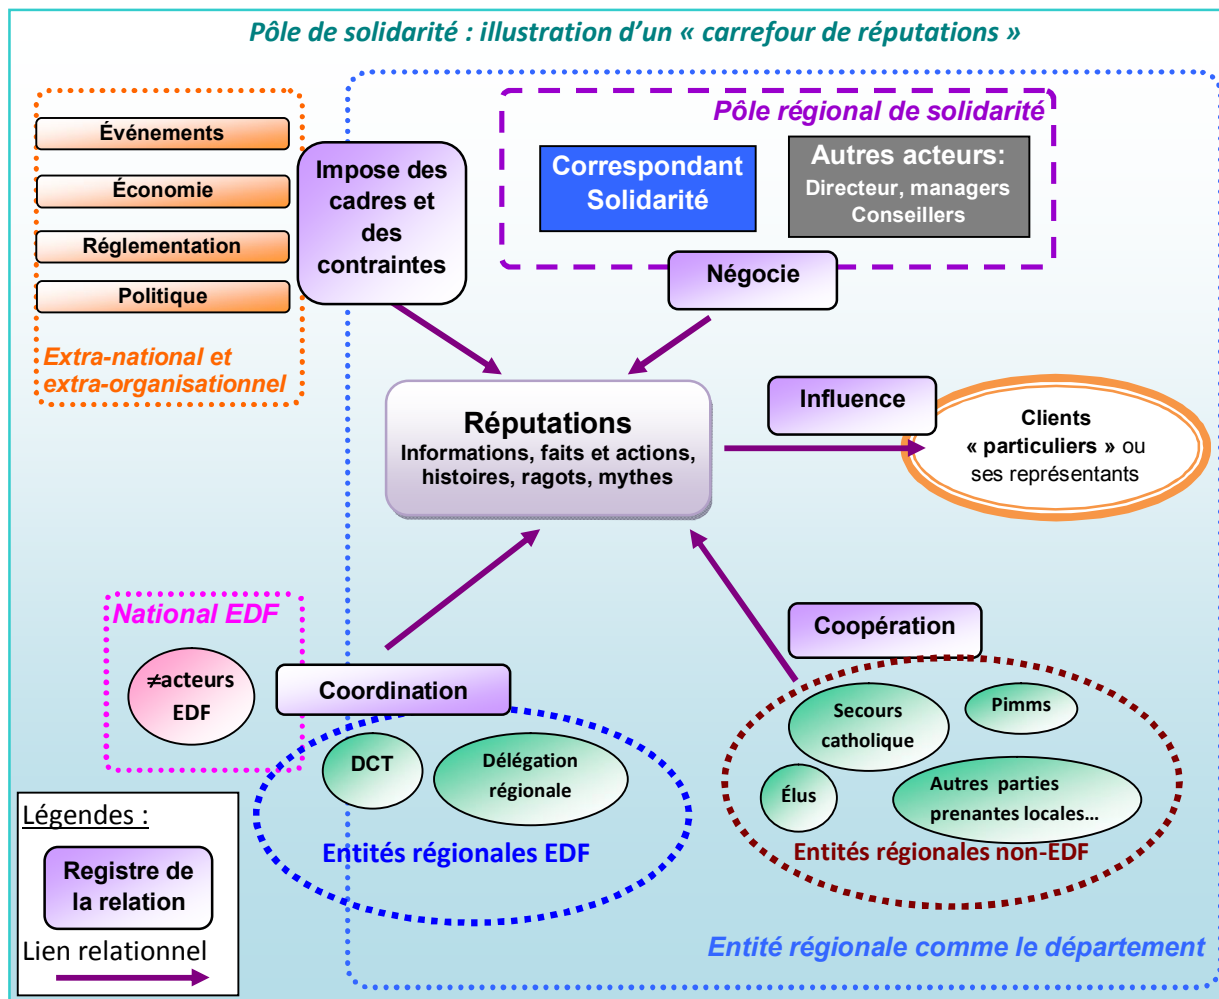 Pôle de solidarité : illustration d’un « carrefour de réputations »
Événements
Économie
Réglementation
Politique
Extra-national et
extra-organisationnel
Impose des
cadres et
des
contraintes
Pôle régional de solidarité
Correspondant
Solidarité
Autres acteurs:
Directeur, managers
Conseillers
Négocie
Réputations
Informations, faits et actions,
histoires, ragots, mythes
Influence
Clients
« particuliers » ou
ses représentants
National EDF
≠acteurs
EDF
Coordination
DCT
Délégation
régionale
Entités régionales EDF
Coopération
Secours
catholique
Pimms
Élus
Autres parties
prenantes locales…
Entités régionales non-EDF
Légendes :
Registre de
la relation
Lien relationnel
Entité régionale comme le département